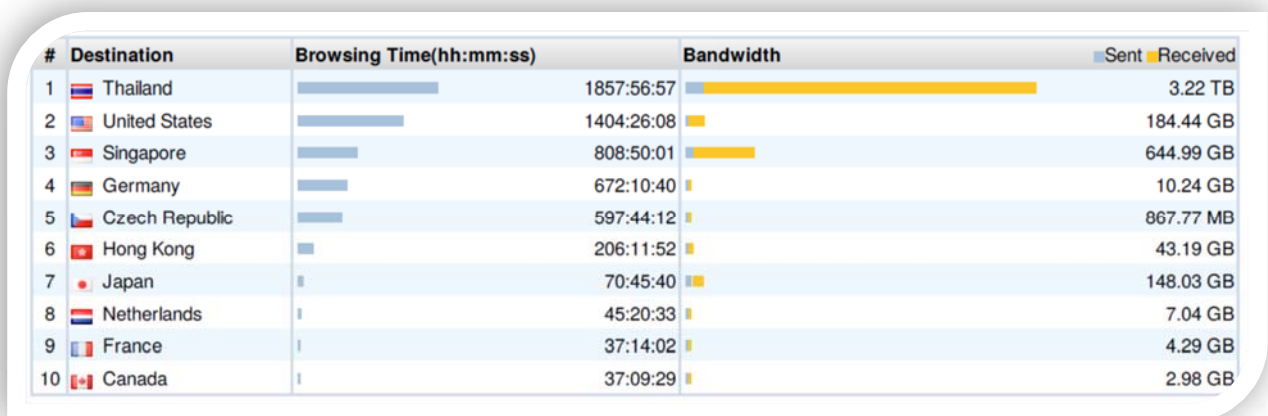 # Destination Browsing Time(hh:mm:ss) Bandwidth Sent Received
1 Thailand 1857:56:57 3.22 TB
2 United States 1404:26:08 184.44 GB
3 Singapore 808:50:01 644.99 GB
4 Germany 672:10:40 10.24 GB
5 Czech Republic 597:44:12 867.77 MB
6 Hong Kong 206:11:52 43.19 GB
7 Japan 70:45:40 148.03 GB
8 Netherlands 45:20:33 7.04 GB
9 France 37:14:02 4.29 GB
10 Canada 37:09:29 2.98 GB